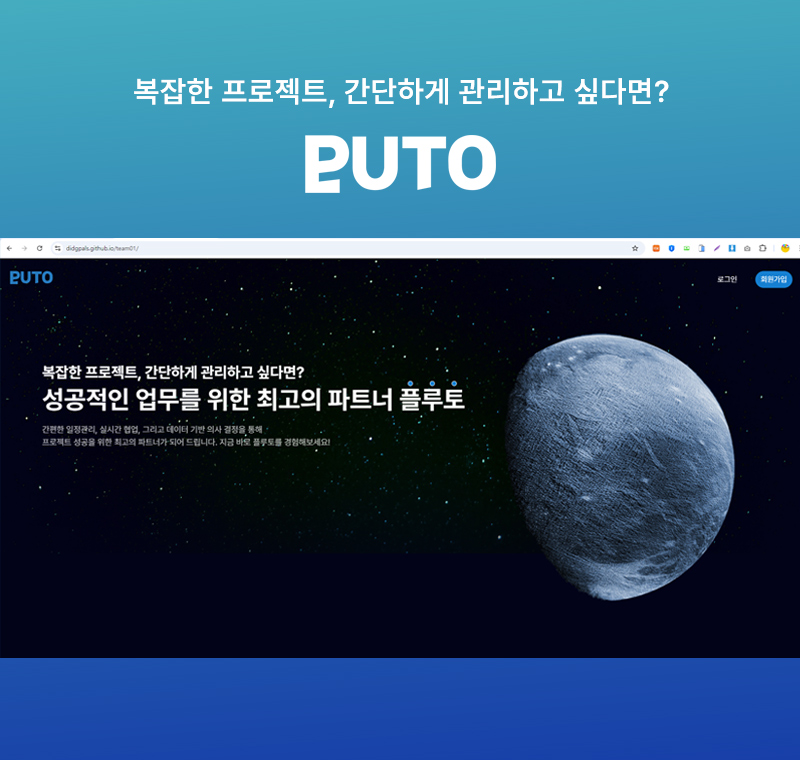 복잡한 프로젝트, 간단하게 관리하고 싶다면?
PUTO
didgpals.github.io/team01/
PUTO
로그인
회원가입
복잡한 프로젝트, 간단하게 관리하고 싶다면?
성공적인 업무를 위한 최고의 파트너 플루토
간편한 일정관리, 실시간 협업, 그리고 데이터 기반 의사 결정을 통해
프로젝트 성공을 위한 최고의 파트너가 되어 드립니다. 지금 바로 플루토를 경험해보세요!